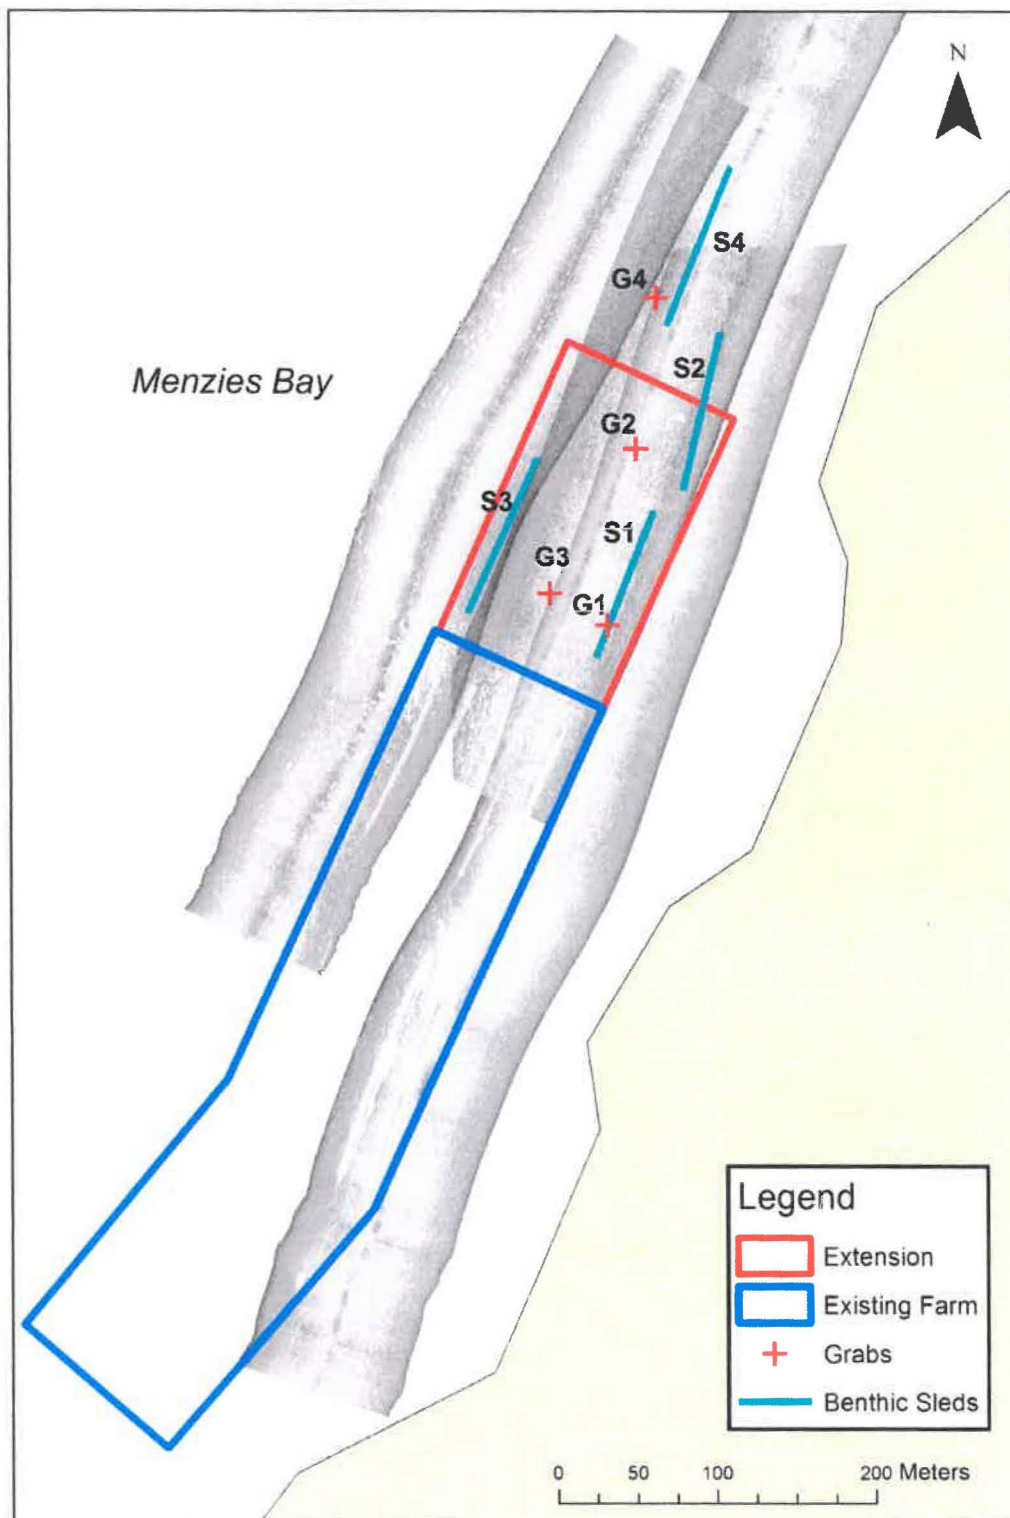 N
S4
G4
S2
Menzies Bay
G2
S3
S1
G3
G1
Legend
Extension
Existing Farm
Grabs
Benthic Sleds
0 50 100 200 Meters